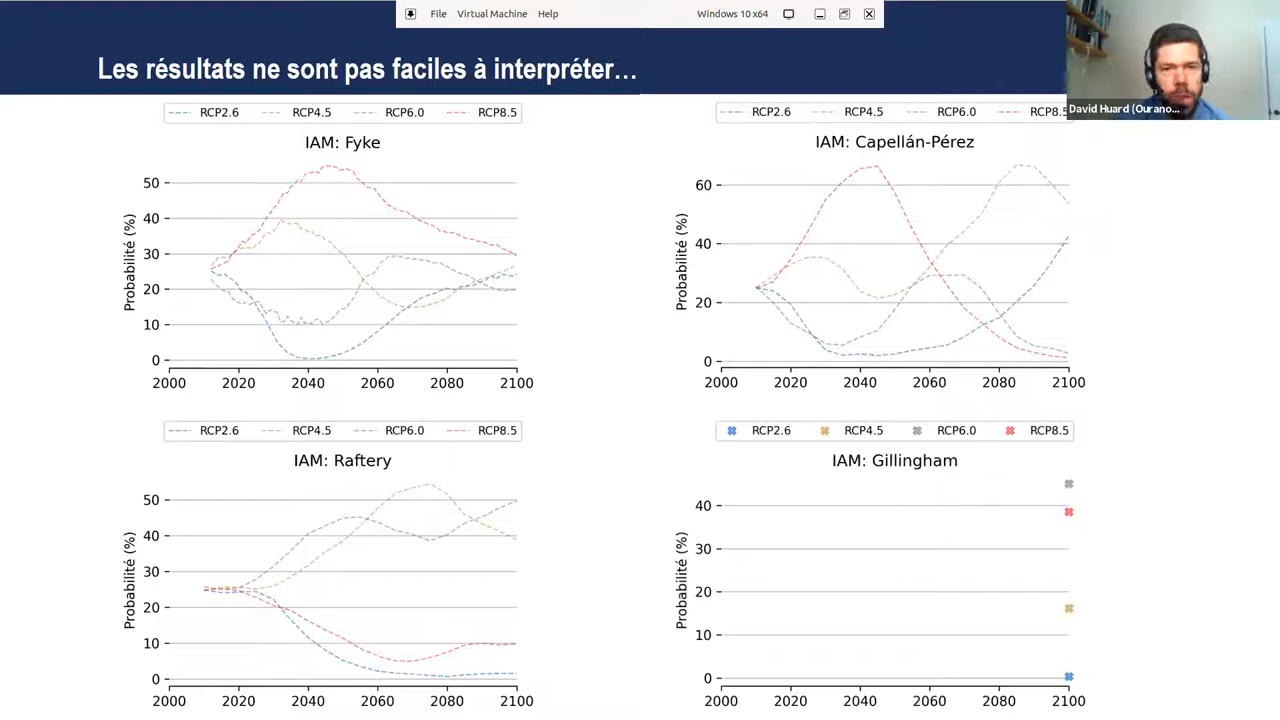 File Virtual Machine Help Windows 10 x64
Les résultats ne sont pas faciles à interpréter…
David Huard (Ourano...
RCP2.6 RCP4.5 RCP6.0 RCP8.5
IAM: Fyke
Probabilité (%)
50
40
30
20
10
0
2000 2020 2040 2060 2080 2100
RCP2.6 RCP4.5 RCP6.0 RCP8.5
IAM: Capellán-Pérez
Probabilité (%)
60
40
20
0
2000 2020 2040 2060 2080 2100
RCP2.6 RCP4.5 RCP6.0 RCP8.5
IAM: Raftery
Probabilité (%)
50
40
30
20
10
0
2000 2020 2040 2060 2080 2100
RCP2.6 RCP4.5 RCP6.0 RCP8.5
IAM: Gillingham
Probabilité (%)
40
30
20
10
0
2000 2020 2040 2060 2080 2100